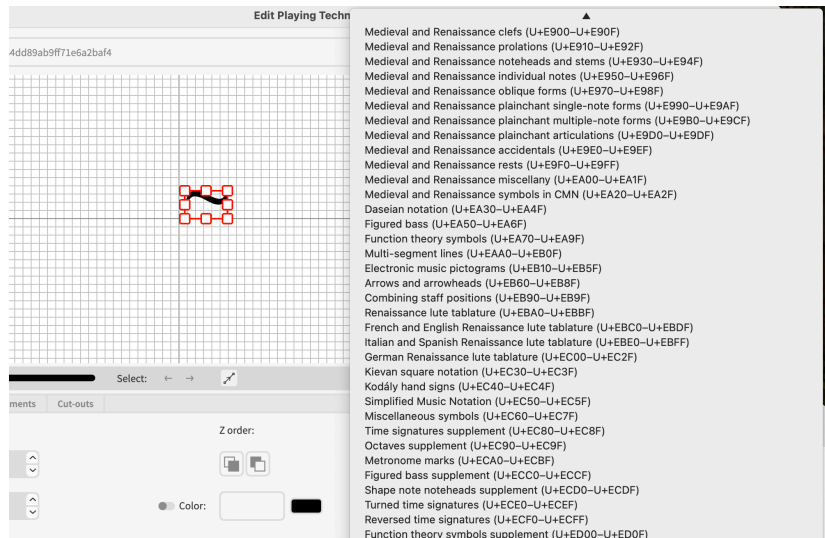 Edit Playing Techn
4dd89ab9ff71e6a2baf4
Select:
ments
Cut-outs
Z order:
Color:
Medieval and Renaissance clefs (U+E900–U+E90F)
Medieval and Renaissance prolations (U+E910–U+E92F)
Medieval and Renaissance noteheads and stems (U+E930–U+E94F)
Medieval and Renaissance individual notes (U+E950–U+E96F)
Medieval and Renaissance oblique forms (U+E970–U+E98F)
Medieval and Renaissance plainchant single-note forms (U+E990–U+E9AF)
Medieval and Renaissance plainchant multiple-note forms (U+E9B0–U+E9CF)
Medieval and Renaissance plainchant articulations (U+E9D0–U+E9DF)
Medieval and Renaissance accidentals (U+E9E0–U+E9EF)
Medieval and Renaissance rests (U+E9F0–U+E9FF)
Medieval and Renaissance miscellany (U+EA00–U+EA1F)
Medieval and Renaissance symbols in CMN (U+EA20–U+EA2F)
Daseian notation (U+EA30–U+EA4F)
Figured bass (U+EA50–U+EA6F)
Function theory symbols (U+EA70–U+EA9F)
Multi-segment lines (U+EAA0–U+EB0F)
Electronic music pictograms (U+EB10–U+EB5F)
Arrows and arrowheads (U+EB60–U+EB8F)
Combining staff positions (U+EB90–U+EB9F)
Renaissance lute tablature (U+EBA0–U+EBBF)
French and English Renaissance lute tablature (U+EBC0–U+EBDF)
Italian and Spanish Renaissance lute tablature (U+EBE0–U+EBFF)
German Renaissance lute tablature (U+EC00–U+EC2F)
Kievan square notation (U+EC30–U+EC3F)
Kodály hand signs (U+EC40–U+EC4F)
Simplified Music Notation (U+EC50–U+EC5F)
Miscellaneous symbols (U+EC60–U+EC7F)
Time signatures supplement (U+EC80–U+EC8F)
Octaves supplement (U+EC90–U+EC9F)
Metronome marks (U+ECA0–U+ECBF)
Figured bass supplement (U+ECC0–U+ECCF)
Shape note noteheads supplement (U+ECD0–U+ECDF)
Turned time signatures (U+ECE0–U+ECEF)
Reversed time signatures (U+ECF0–U+ECFF)
Function theory symbols supplement (U+ED00–U+ED0F)